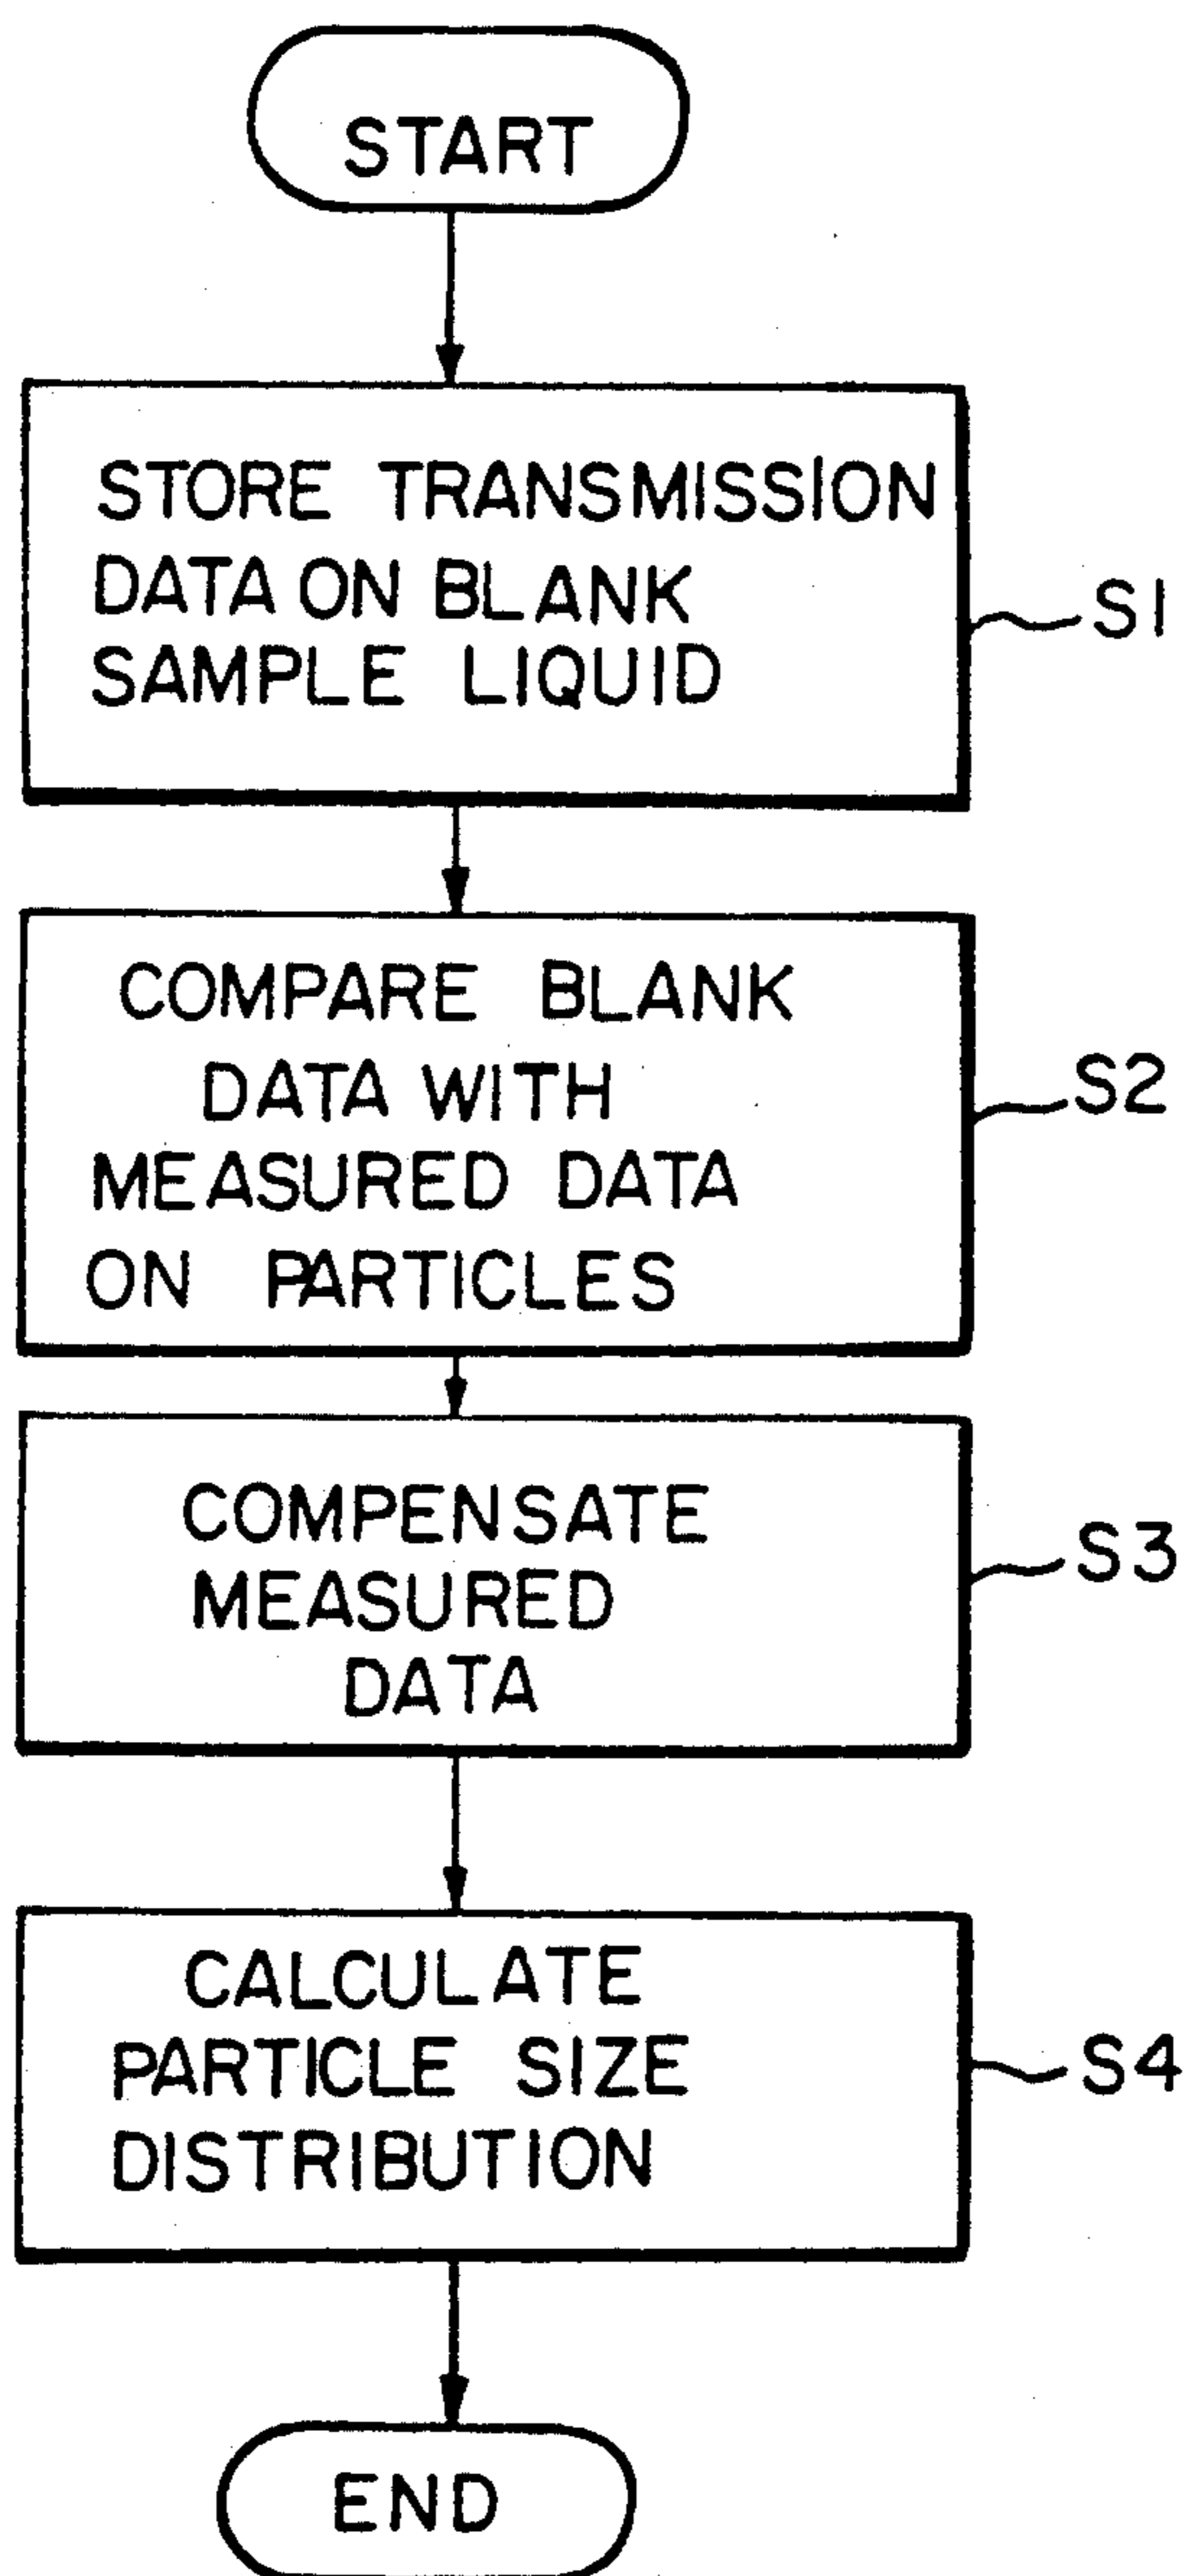 START
STORE TRANSMISSION
DATA ON BLANK
SAMPLE LIQUID
S1
COMPARE BLANK
DATA WITH
MEASURED DATA
ON PARTICLES
S2
COMPENSATE
MEASURED
DATA
S3
CALCULATE
PARTICLE SIZE
DISTRIBUTION
S4
END